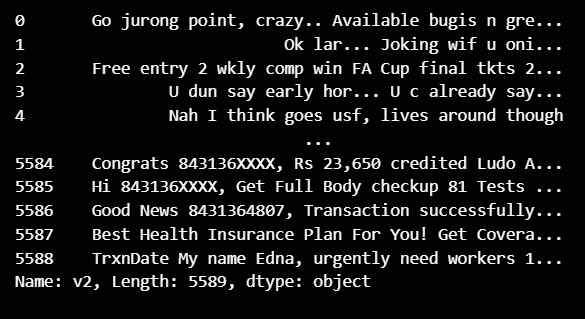 0 Go jurong point, crazy.. Available bugis n gre...
1 Ok lar... Joking wif u oni...
2 Free entry 2 wkly comp win FA Cup final tkts 2...
3 U dun say early hor... U c already say...
4 Nah I think goes usf, lives around though
...
5584 Congrats 843136XXXX, Rs 23,650 credited Ludo A...
5585 Hi 843136XXXX, Get Full Body checkup 81 Tests ...
5586 Good News 8431364807, Transaction successfully...
5587 Best Health Insurance Plan For You! Get Covera...
5588 TrxnDate My name Edna, urgently need workers 1...
Name: v2, Length: 5589, dtype: object